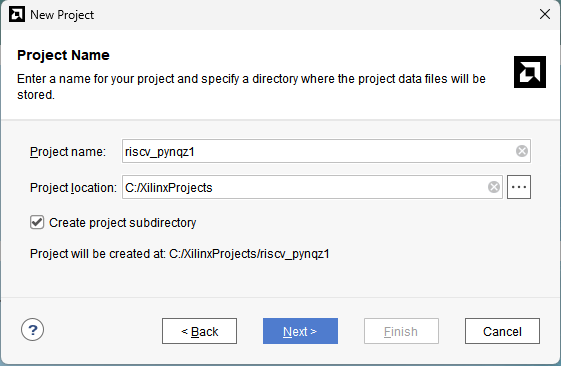 New Project
Project Name
Enter a name for your project and specify a directory where the project data files will be
stored.
Project name: riscv_pynqz1
Project location: C:/XilinxProjects ...
Create project subdirectory
Project will be created at: C:/XilinxProjects/riscv_pynqz1
? < Back Next > Finish Cancel